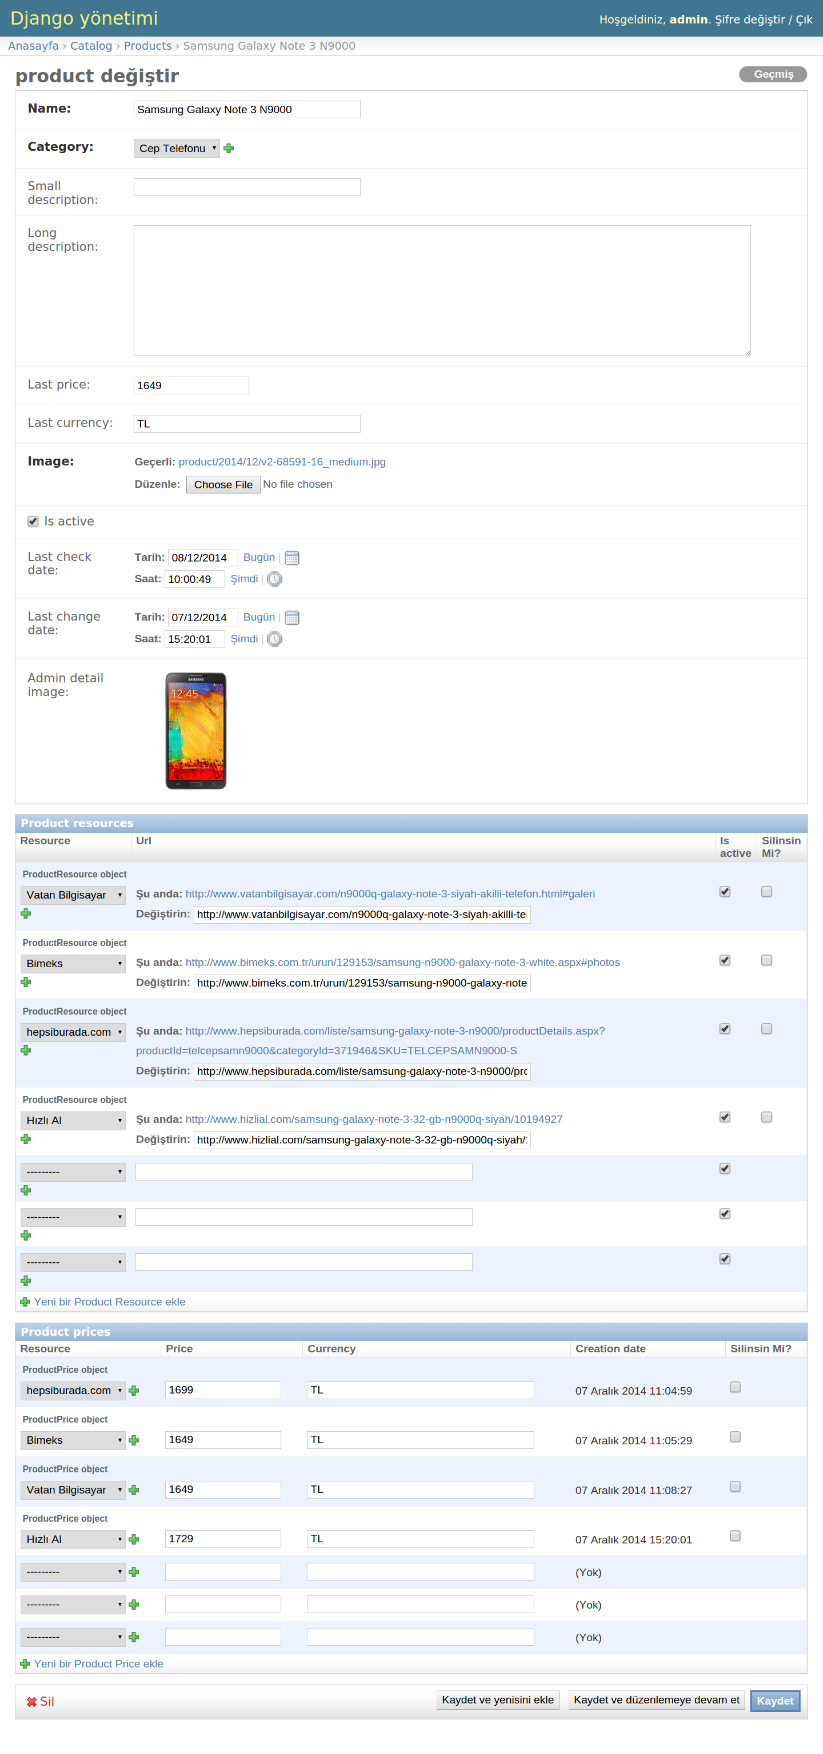 Django yönetimi
Hoşgeldiniz, admin. Şifre değiştir / Çık
Anasayfa › Catalog › Products › Samsung Galaxy Note 3 N9000
product değiştir
Geçmiş
Name: Samsung Galaxy Note 3 N9000
Category: Cep Telefonu
Small description:
Long description:
Last price: 1649
Last currency: TL
Image: Geçerli: product/2014/12/v2-68591-16_medium.jpg
Düzenle: Choose File No file chosen
Is active
Last check date: Tarih: 08/12/2014 Bugün |
Saat: 10:00:49 Şimdi |
Last change date: Tarih: 07/12/2014 Bugün |
Saat: 15:20:01 Şimdi |
Admin detail image:
SAMSUNG
12:45
Product resources
Resource Url Is active Silinsin Mi?
ProductResource object
Vatan Bilgisayar Şu anda: http://www.vatanbilgisayar.com/n9000q-galaxy-note-3-siyah-akilli-telefon.html#galeri
Değiştirin: http://www.vatanbilgisayar.com/n9000q-galaxy-note-3-siyah-akilli-te
ProductResource object
Bimeks Şu anda: http://www.bimeks.com.tr/urun/129153/samsung-n9000-galaxy-note-3-white.aspx#photos
Değiştirin: http://www.bimeks.com.tr/urun/129153/samsung-n9000-galaxy-note
ProductResource object
hepsiburada.com Şu anda: http://www.hepsiburada.com/liste/samsung-galaxy-note-3-n9000/productDetails.aspx?
productId=telcepsamn9000&categoryId=371946&SKU=TELCEPSAMN9000-S
Değiştirin: http://www.hepsiburada.com/liste/samsung-galaxy-note-3-n9000/prc
ProductResource object
Hızlı Al Şu anda: http://www.hizlial.com/samsung-galaxy-note-3-32-gb-n9000q-siyah/10194927
Değiştirin: http://www.hizlial.com/samsung-galaxy-note-3-32-gb-n9000q-siyah/
---------
---------
---------
Yeni bir Product Resource ekle
Product prices
Resource Price Currency Creation date Silinsin Mi?
ProductPrice object
hepsiburada.com 1699 TL 07 Aralık 2014 11:04:59
ProductPrice object
Bimeks 1649 TL 07 Aralık 2014 11:05:29
ProductPrice object
Vatan Bilgisayar 1649 TL 07 Aralık 2014 11:08:27
ProductPrice object
Hızlı Al 1729 TL 07 Aralık 2014 15:20:01
--------- (Yok)
--------- (Yok)
--------- (Yok)
Yeni bir Product Price ekle
Sil
Kaydet ve yenisini ekle Kaydet ve düzenlemeye devam et Kaydet